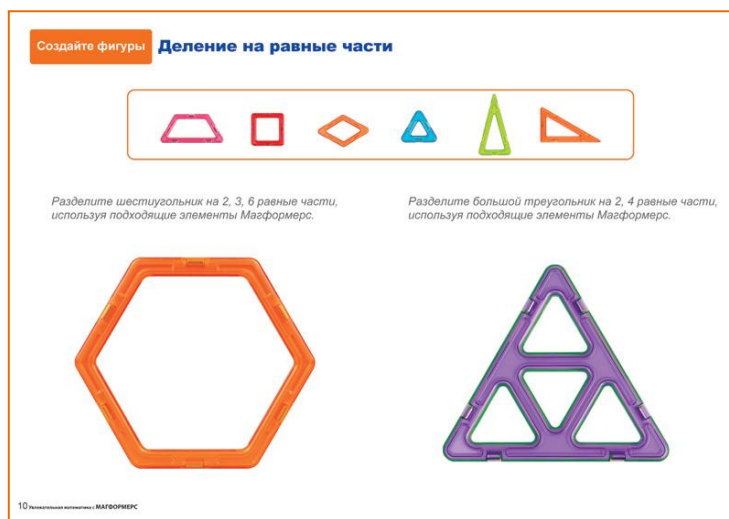 Создайте фигуры Деление на равные части
Разделите шестиугольник на 2, 3, 6 равные части,
используя подходящие элементы Магформерс.
Разделите большой треугольник на 2, 4 равные части,
используя подходящие элементы Магформерс.
10 Увлекательная математика с МАГФОРМЕРС